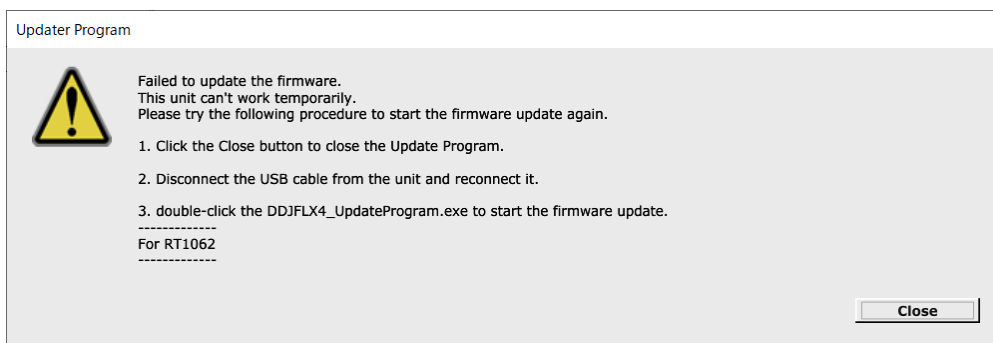 Updater Program
Failed to update the firmware.
This unit can't work temporarily.
Please try the following procedure to start the firmware update again.
1. Click the Close button to close the Update Program.
2. Disconnect the USB cable from the unit and reconnect it.
3. double-click the DDJFLX4_UpdateProgram.exe to start the firmware update.
-------------
For RT1062
-------------
Close